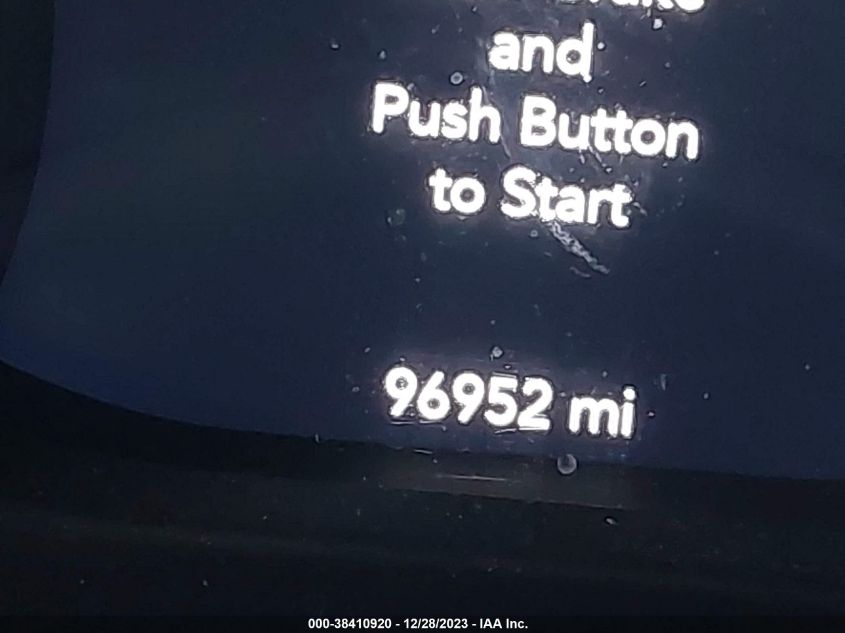 and
Push Button
to Start
96952 mi
000-38410920 - 12/28/2023 - IAA Inc.